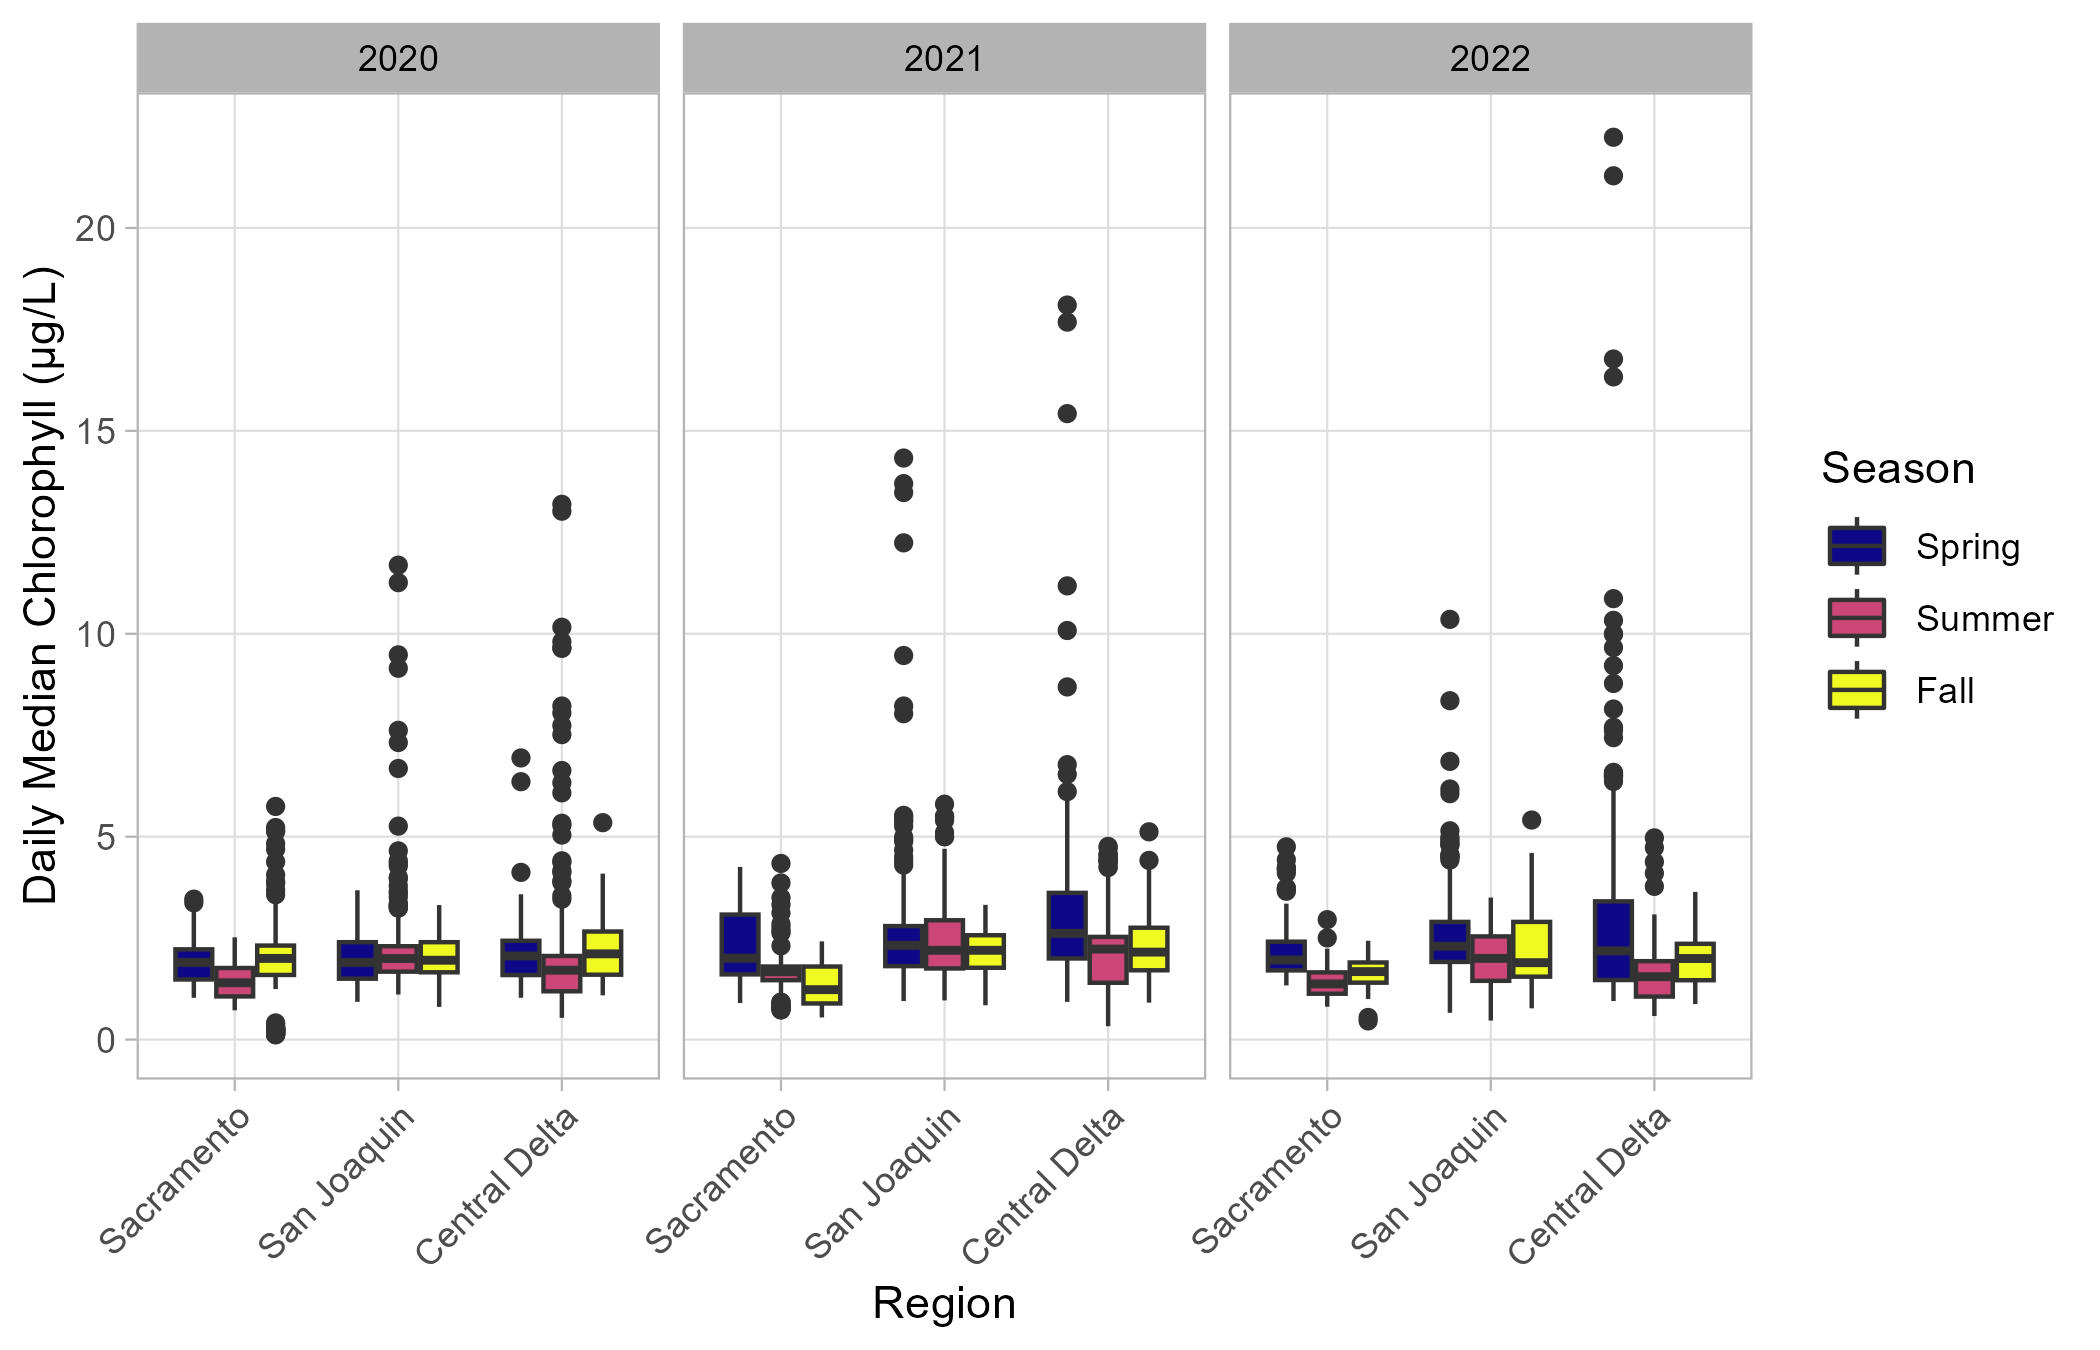 2020 2021 2022
Daily Median Chlorophyll (µg/L)
20
15
10
5
0
Sacramento San Joaquin Central Delta Sacramento San Joaquin Central Delta Sacramento San Joaquin Central Delta
Region
Season
Spring
Summer
Fall